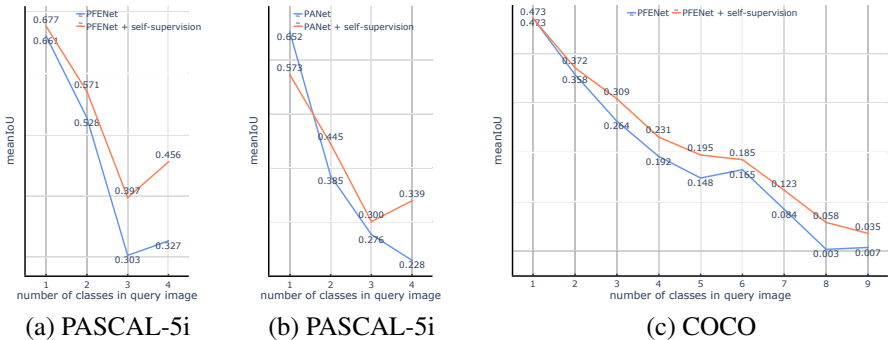 PFENet
PFENet + self-supervision
0.677
0.661
0.571
0.528
0.397
0.303
0.456
0.327
meanIoU
1 2 3 4
number of classes in query image
(a) PASCAL-5i
PANet
PANet + self-supervision
0.652
0.573
0.445
0.385
0.300
0.276
0.339
0.228
meanIoU
1 2 3 4
number of classes in query image
(b) PASCAL-5i
PFENet PFENet + self-supervision
0.473
0.473
0.372
0.358
0.309
0.264
0.231
0.192
0.195
0.148
0.185
0.165
0.123
0.084
0.058
0.003
0.035
0.007
meanIoU
1 2 3 4 5 6 7 8 9
number of classes in query image
(c) COCO